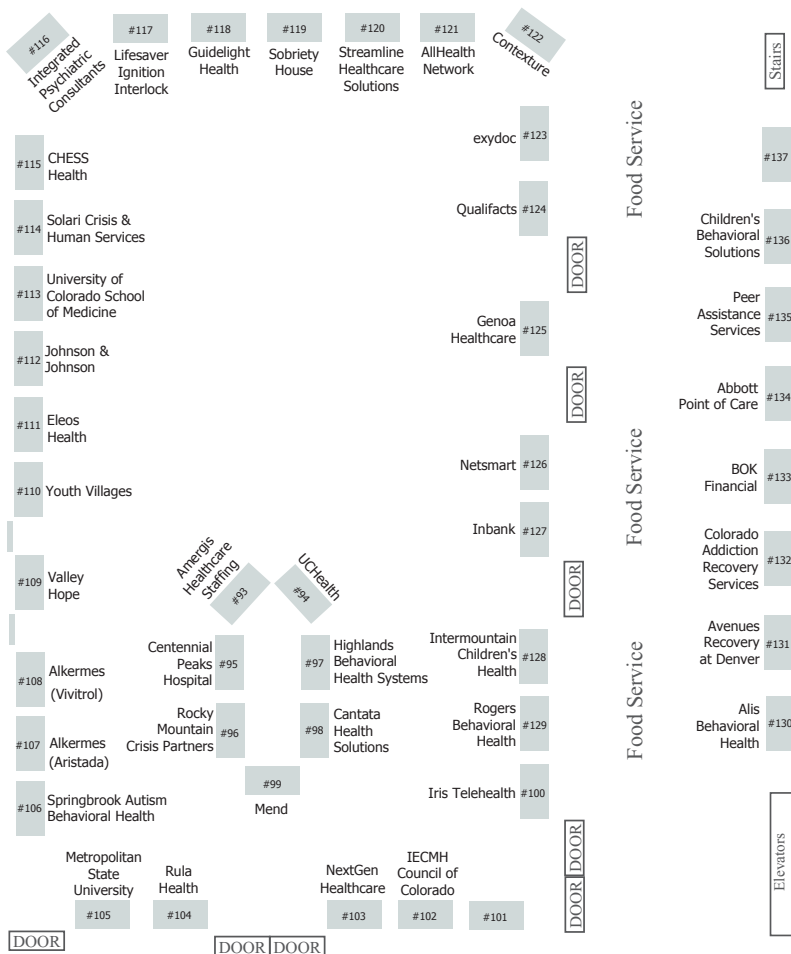 #116
Integrated
Psychiatric
Consultants
#117
Lifesaver
Ignition
Interlock
#118
Guidelight
Health
#119
Sobriety
House
#120
Streamline
Healthcare
Solutions
#121
AllHealth
Network
#122
Contexture
Stairs
#115
CHESS
Health
#114
Solari Crisis &
Human Services
#113
University of
Colorado School
of Medicine
#112
Johnson &
Johnson
#111
Eleos
Health
#110
Youth Villages
#109
Valley
Hope
#108
Alkermes
(Vivitrol)
#107
Alkermes
(Aristada)
#106
Springbrook Autism
Behavioral Health
Amergis
Healthcare
Staffing
#93
UCHealth
#94
Centennial
Peaks
Hospital
#95
#97
Highlands
Behavioral
Health Systems
Rocky
Mountain
Crisis Partners
#96
#98
Cantata
Health
Solutions
#99
Mend
exydoc
#123
Qualifacts
#124
DOOR
Genoa
Healthcare
#125
DOOR
Netsmart
#126
Inbank
#127
DOOR
Intermountain
Children's
Health
#128
Rogers
Behavioral
Health
#129
Iris Telehealth
#100
DOOR
DOOR
Food Service
Food Service
Food Service
#137
Children's
Behavioral
Solutions
#136
Peer
Assistance
Services
#135
Abbott
Point of Care
#134
BOK
Financial
#133
Colorado
Addiction
Recovery
Services
#132
Avenues
Recovery
at Denver
#131
Alis
Behavioral
Health
#130
Elevators
Metropolitan
State
University
#105
Rula
Health
#104
NextGen
Healthcare
#103
IECMH
Council of
Colorado
#102
#101
DOOR
DOOR
DOOR